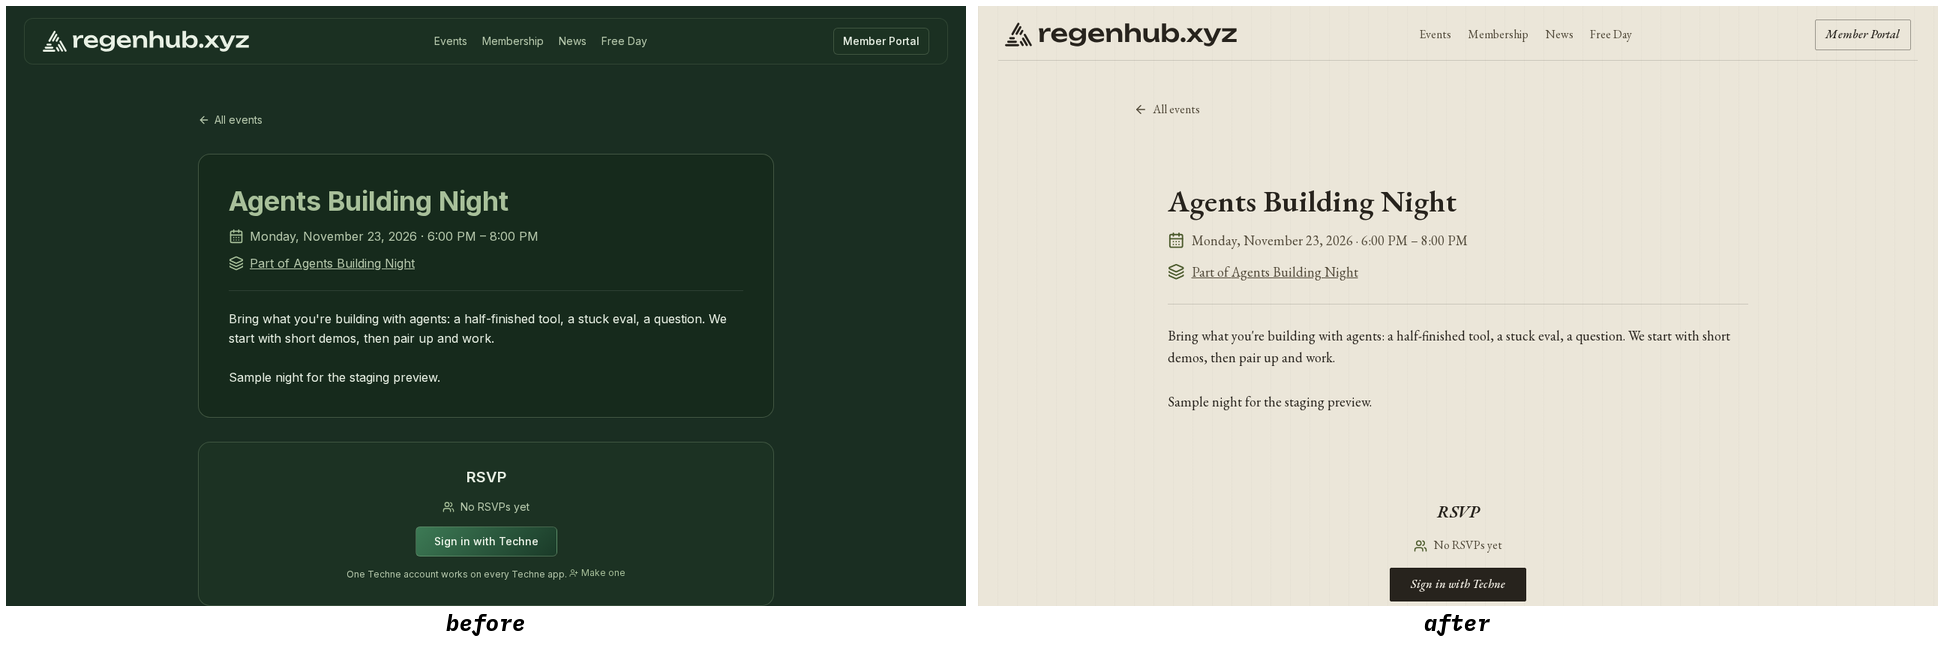 regenhub.xyz
Events Membership News Free Day
Member Portal
← All events
Agents Building Night
Monday, November 23, 2026 · 6:00 PM – 8:00 PM
Part of Agents Building Night
Bring what you're building with agents: a half-finished tool, a stuck eval, a question. We
start with short demos, then pair up and work.
Sample night for the staging preview.
RSVP
No RSVPs yet
Sign in with Techne
One Techne account works on every Techne app. Make one
before
regenhub.xyz
Events Membership News Free Day
Member Portal
← All events
Agents Building Night
Monday, November 23, 2026 · 6:00 PM – 8:00 PM
Part of Agents Building Night
Bring what you're building with agents: a half-finished tool, a stuck eval, a question. We start with short
demos, then pair up and work.
Sample night for the staging preview.
RSVP
No RSVPs yet
Sign in with Techne
after